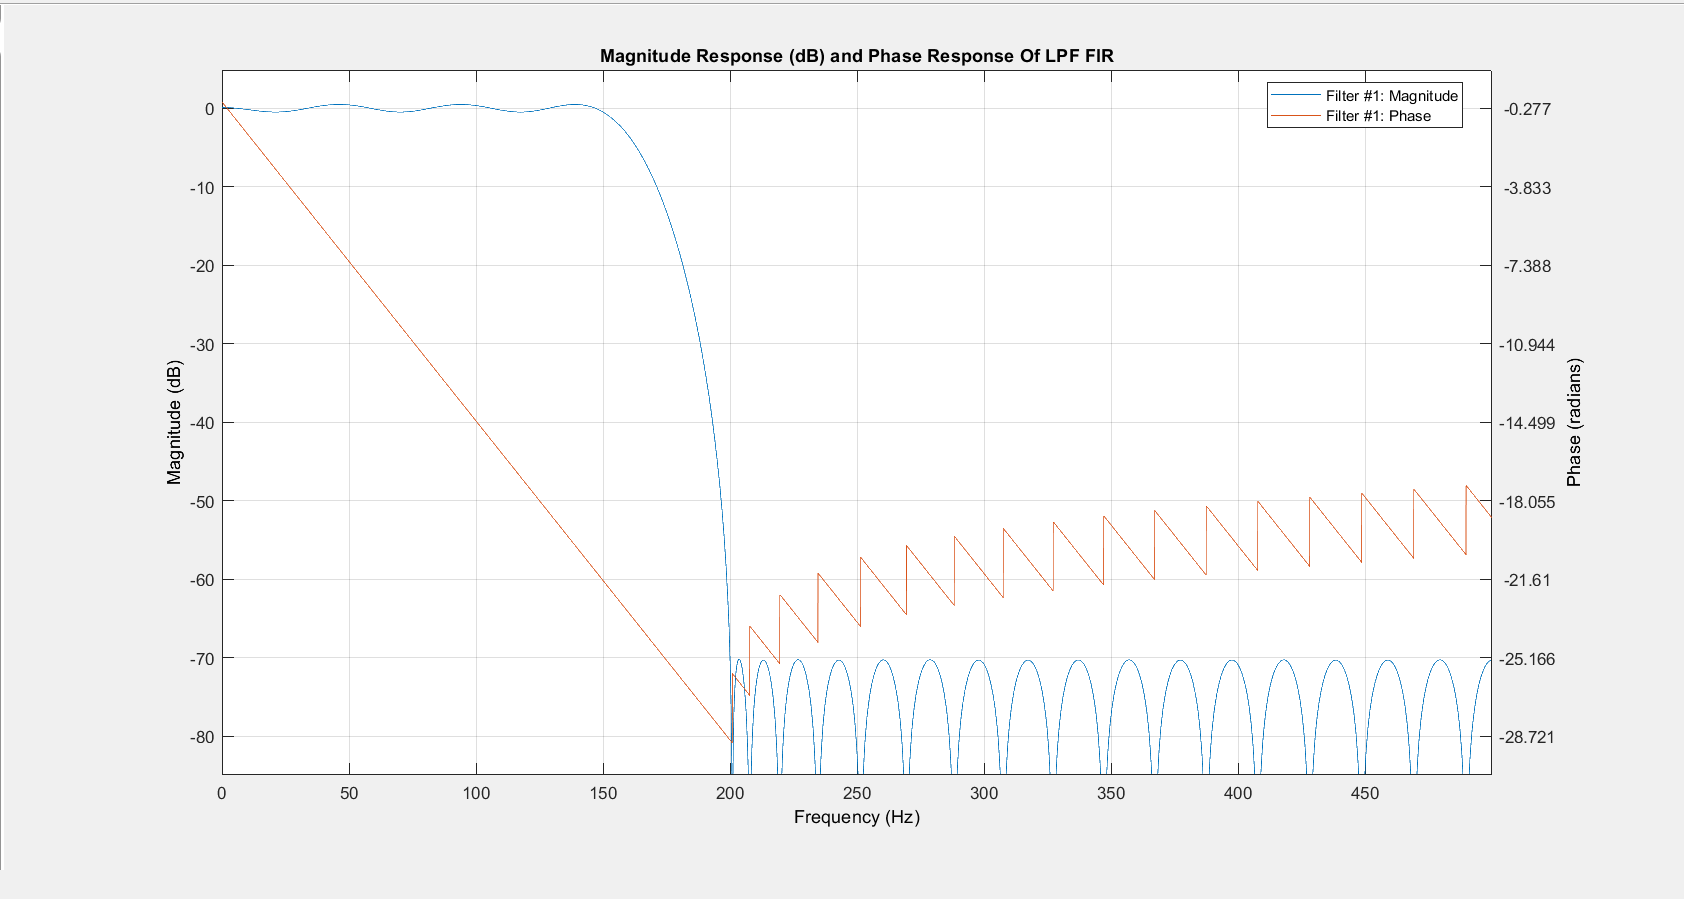 Magnitude Response (dB) and Phase Response Of LPF FIR
Filter #1: Magnitude
Filter #1: Phase
0
-10
-20
-30
-40
-50
-60
-70
-80
Magnitude (dB)
-0.277
-3.833
-7.388
-10.944
-14.499
-18.055
-21.61
-25.166
-28.721
Phase (radians)
0 50 100 150 200 250 300 350 400 450
Frequency (Hz)